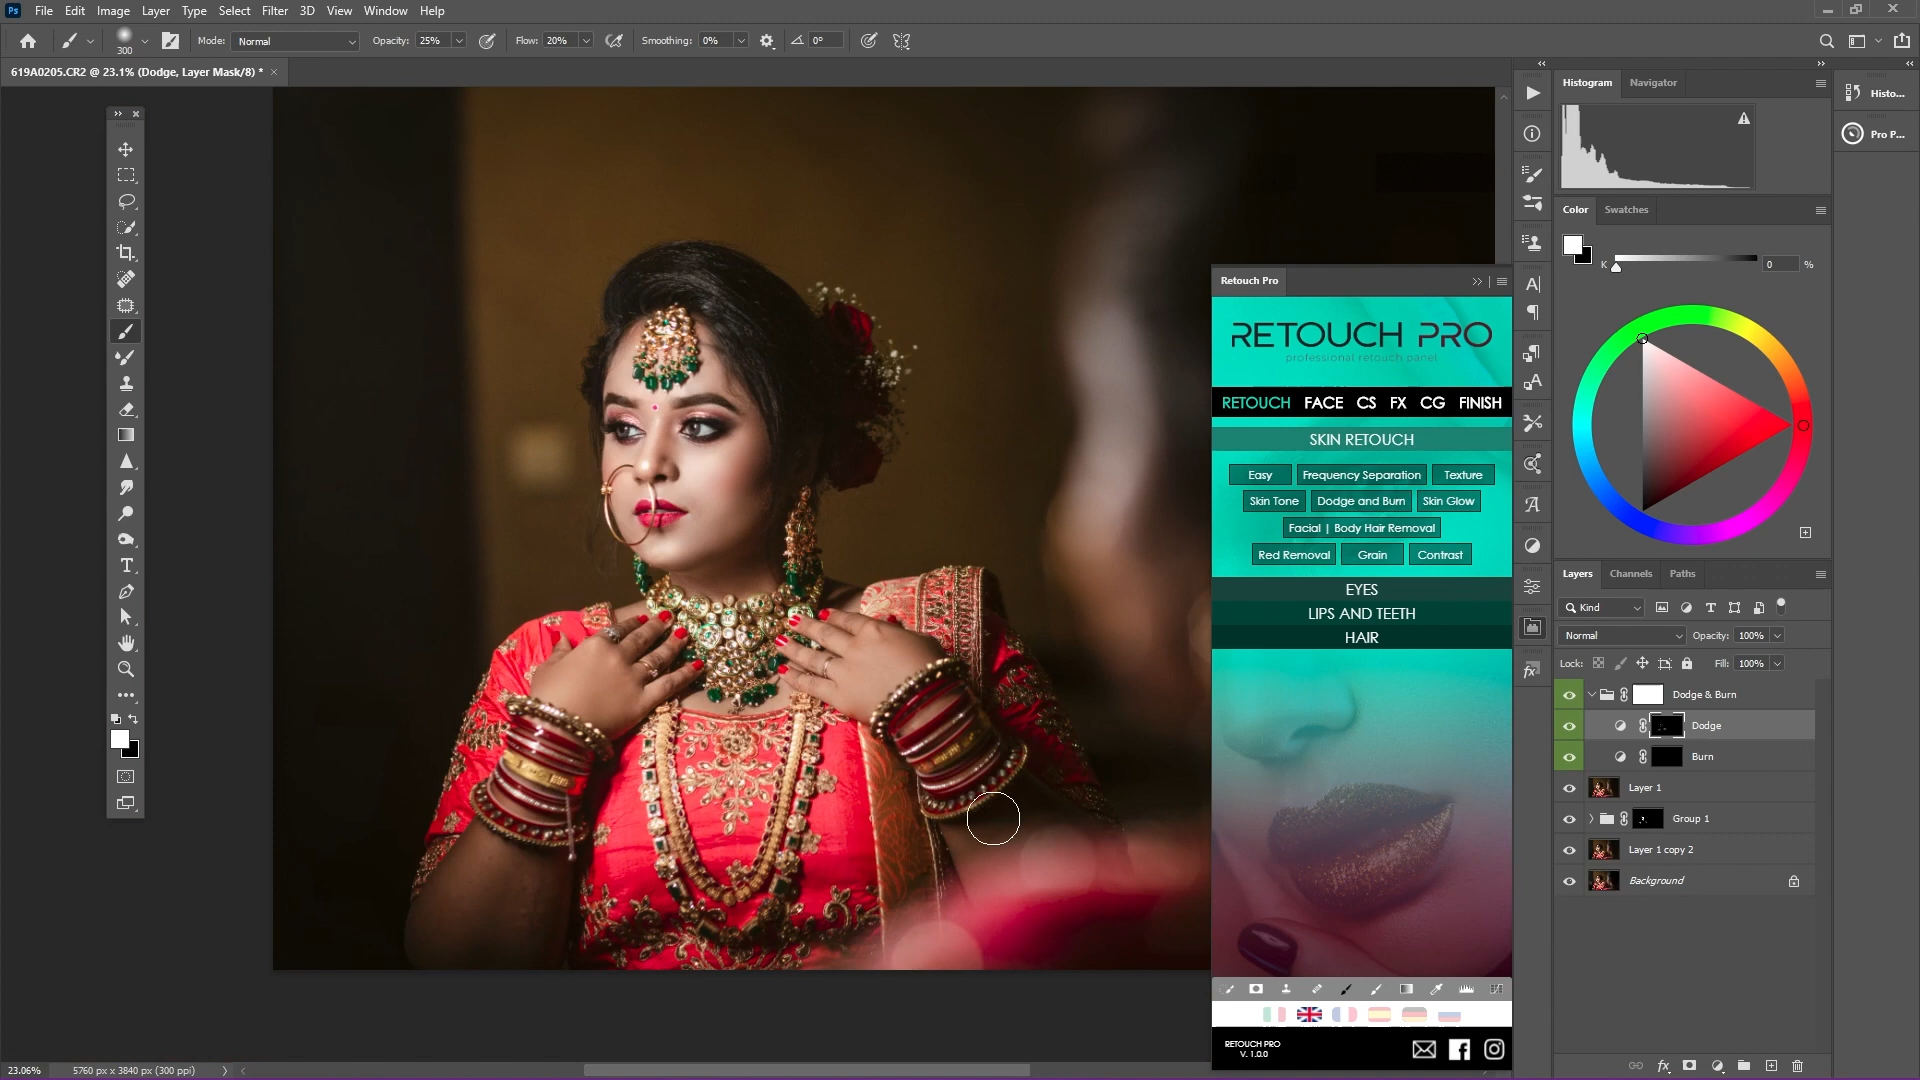 Ps File Edit Image Layer Type Select Filter 3D View Window Help
300 Mode: Normal Opacity: 25% Flow: 20% Smoothing: 0% 0°
619A0205.CR2 @ 23.1% (Dodge, Layer Mask/8) *
Histogram Navigator
Histo...
Pro P...
Color Swatches
K 0 %
Retouch Pro
RETOUCH PRO
professional retouch panel
RETOUCH FACE CS FX CG FINISH
SKIN RETOUCH
Easy Frequency Separation Texture
Skin Tone Dodge and Burn Skin Glow
Facial | Body Hair Removal
Red Removal Grain Contrast
EYES
LIPS AND TEETH
HAIR
RETOUCH PRO
V. 1.0.0
Layers Channels Paths
Kind
Normal Opacity: 100%
Lock: Fill: 100%
Dodge & Burn
Dodge
Burn
Layer 1
Group 1
Layer 1 copy 2
Background
fx
23.06% 5760 px x 3840 px (300 ppi)